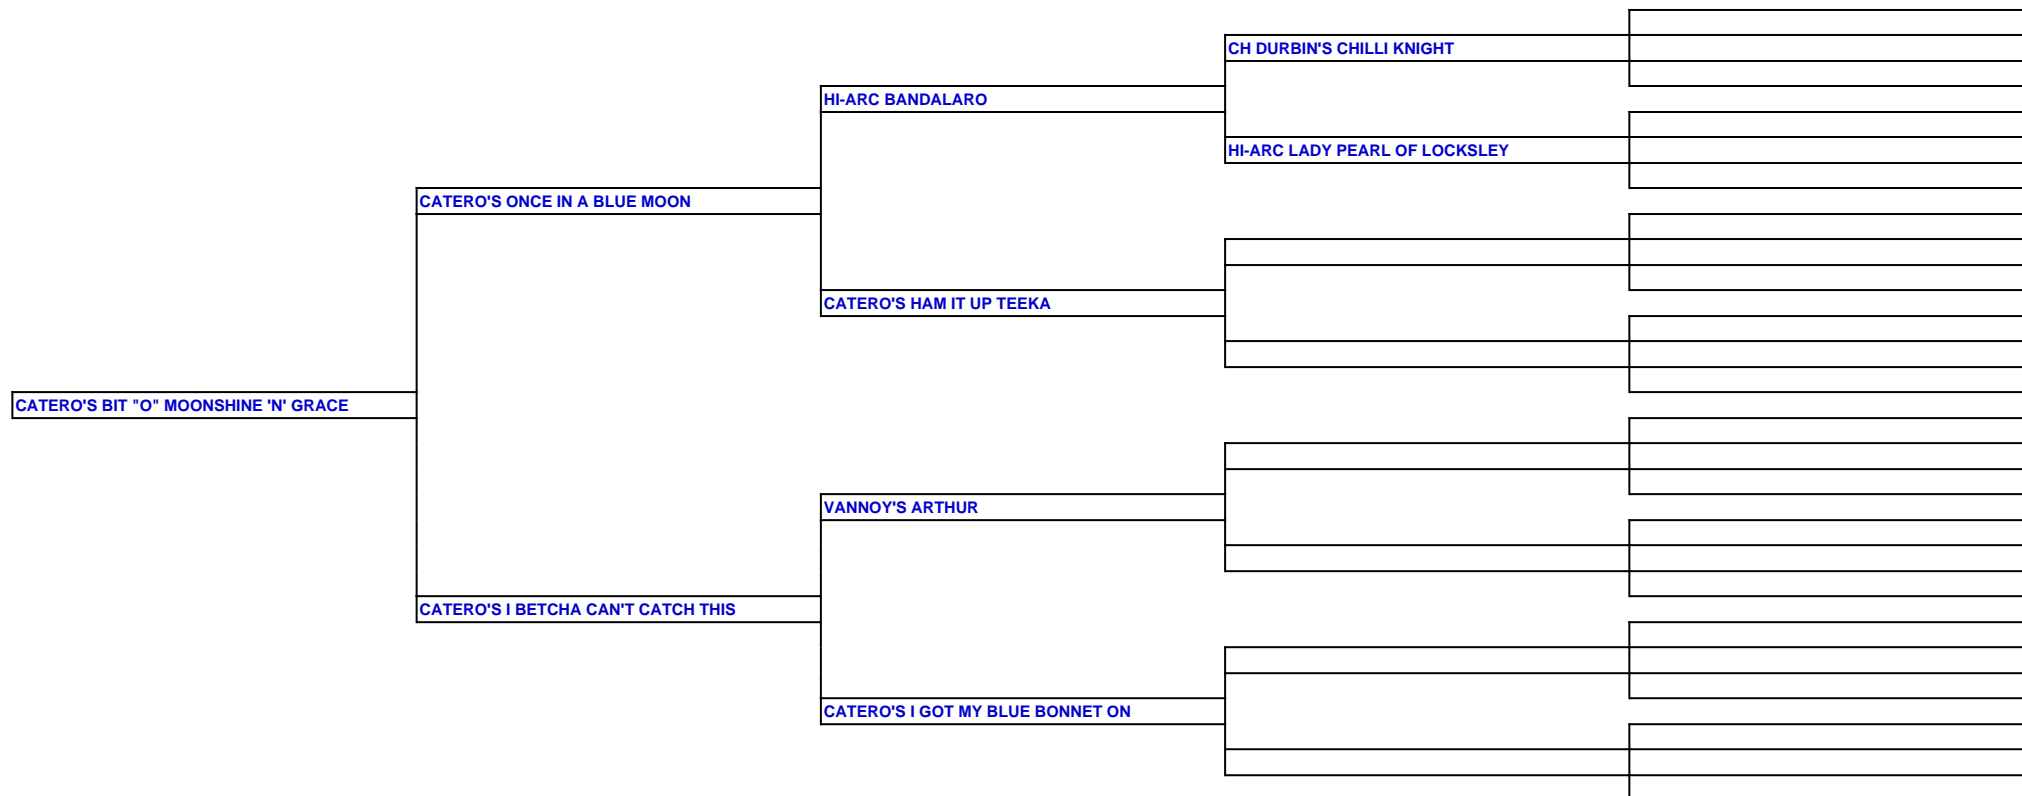 CH DURBIN'S CHILLI KNIGHT
HI-ARC BANDALARO
HI-ARC LADY PEARL OF LOCKSLEY
CATERO'S ONCE IN A BLUE MOON
CATERO'S HAM IT UP TEEKA
CATERO'S BIT "O" MOONSHINE 'N' GRACE
VANNOY'S ARTHUR
CATERO'S I BETCHA CAN'T CATCH THIS
CATERO'S I GOT MY BLUE BONNET ON